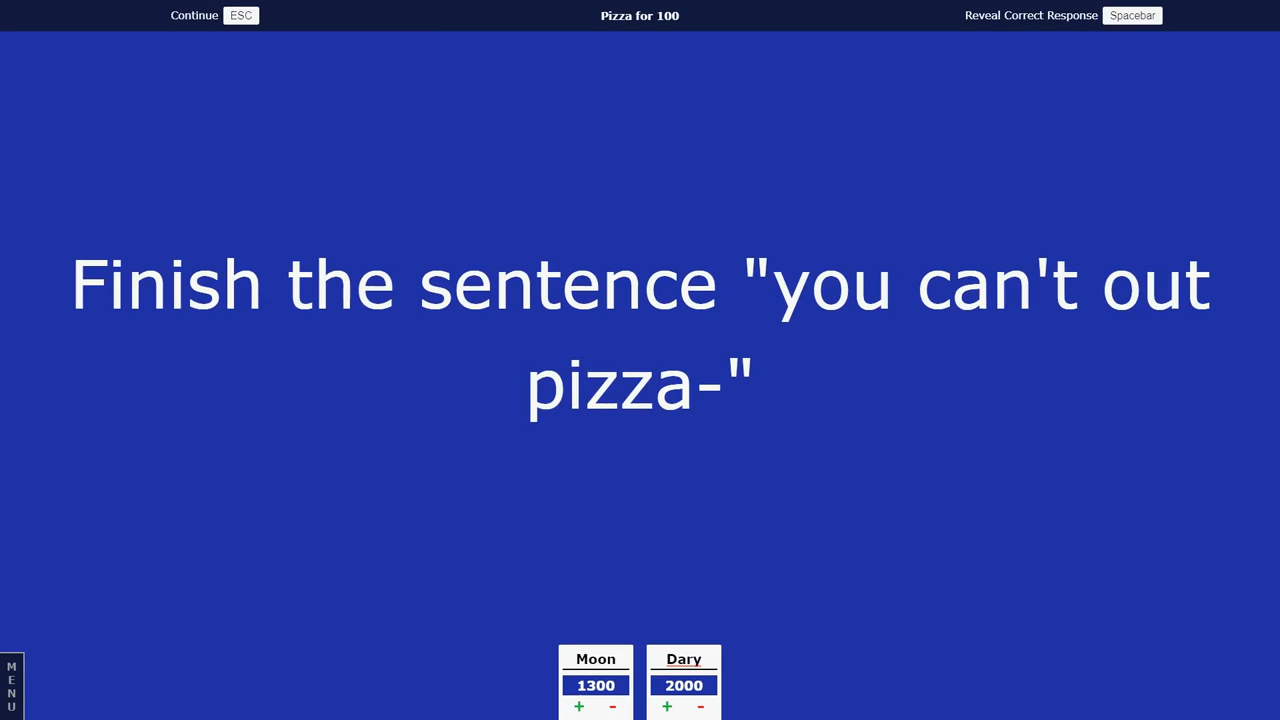 Continue ESC
Pizza for 100
Reveal Correct Response Spacebar
Finish the sentence "you can't out
pizza-"
MENU
Moon
1300
+ -
Dary
2000
+ -